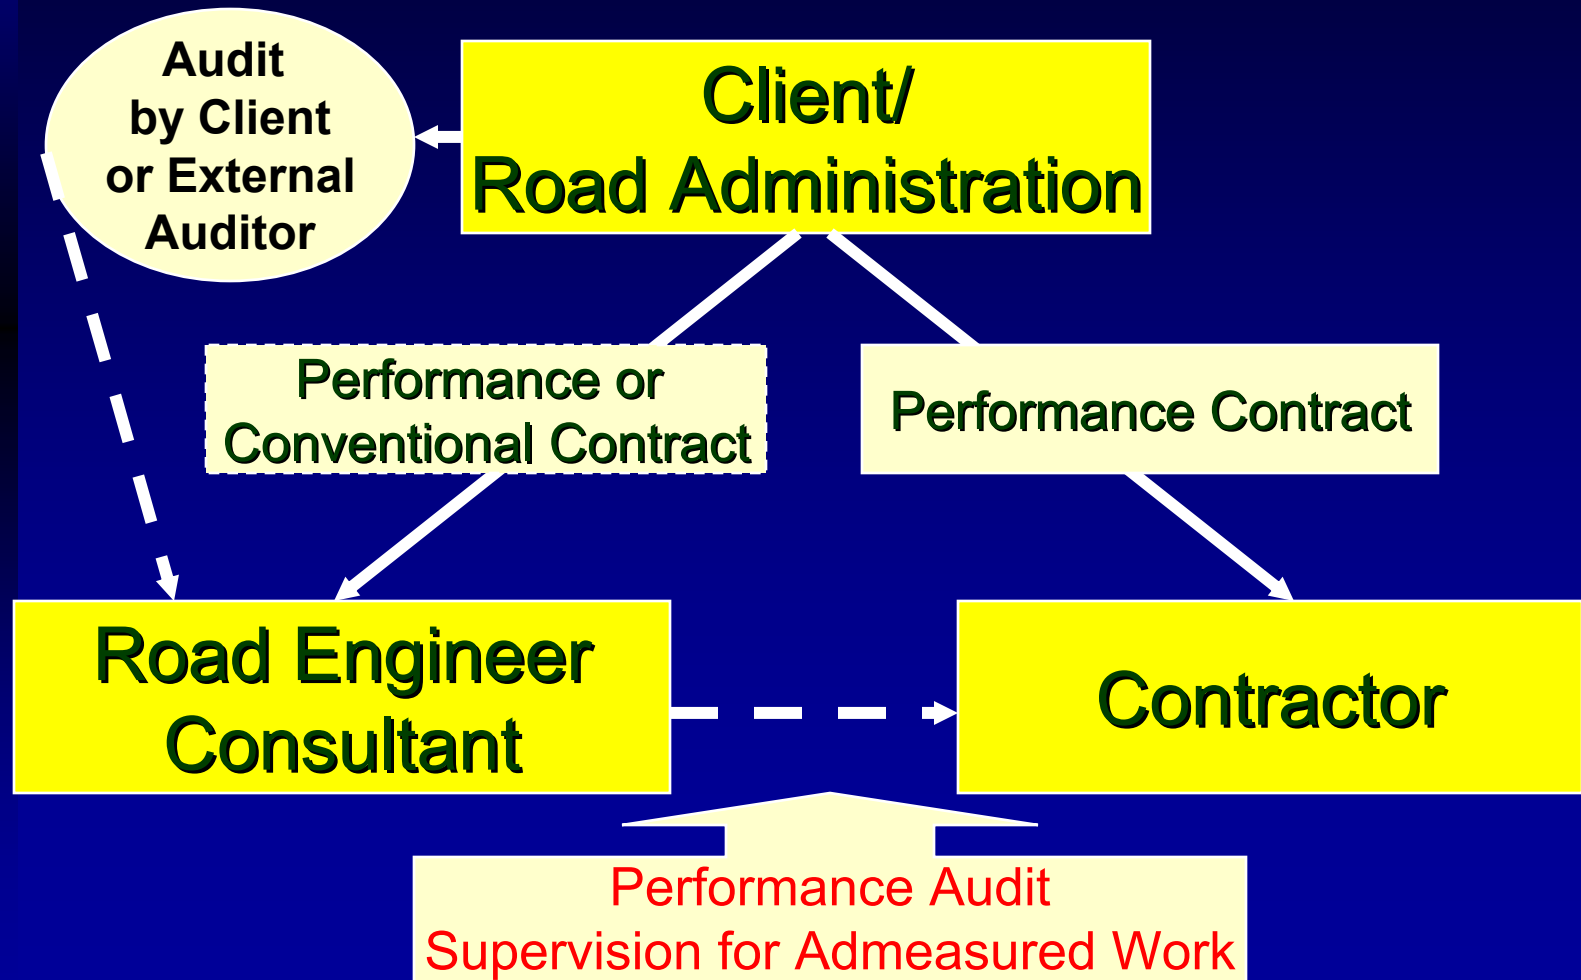 Audit
by Client
or External
Auditor
Client/
Road Administration
Performance or
Conventional Contract
Performance Contract
Road Engineer
Consultant
Contractor
Performance Audit
Supervision for Admeasured Work